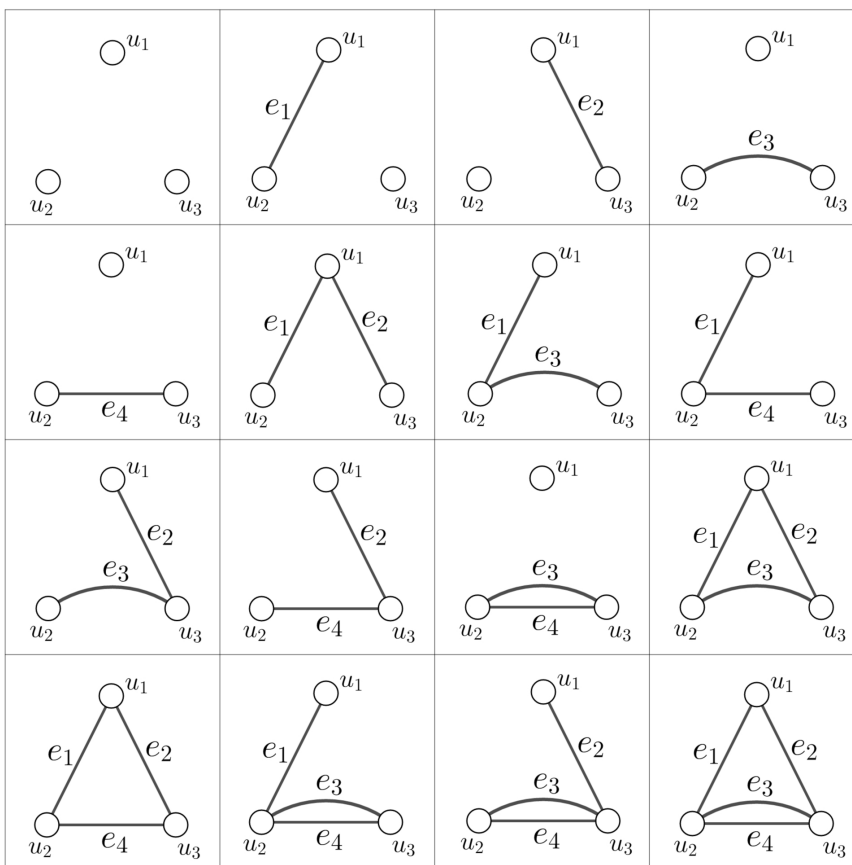 u₁
u₂ u₃
u₁
e₁
u₂ u₃
u₁
e₂
u₂ u₃
u₁
e₃
u₂ u₃
u₁
u₂ e₄ u₃
u₁
e₁ e₂
u₂ u₃
u₁
e₁
e₃
u₂ u₃
u₁
e₁
u₂ e₄ u₃
u₁
e₂
e₃
u₂ u₃
u₁
e₂
u₂ e₄ u₃
u₁
e₃
u₂ e₄ u₃
u₁
e₁ e₂
e₃
u₂ u₃
u₁
e₁ e₂
u₂ e₄ u₃
u₁
e₁
e₃
u₂ e₄ u₃
u₁
e₂
e₃
u₂ e₄ u₃
u₁
e₁ e₂
e₃
u₂ e₄ u₃